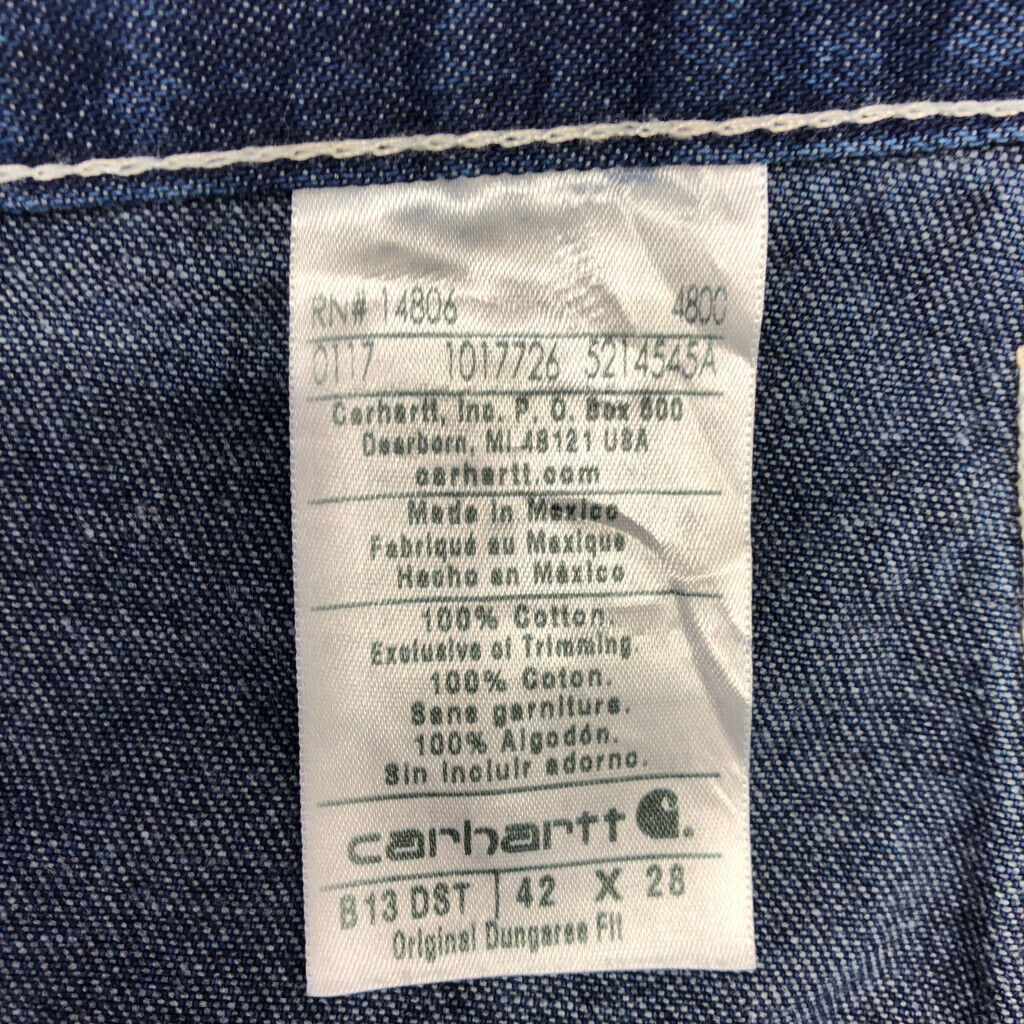 RN# 14806 4800
0117 1017726 5214545A
Carhartt, Inc. P. O. Box 600
Dearborn, MI 48121 USA
carhartt.com
Made in Mexico
Fabriqué au Mexique
Hecho en México
100% Cotton.
Exclusive of Trimming.
100% Coton.
Sans garniture.
100% Algodón.
Sin incluir adorno.
carhartt
B13 DST 42 X 28
Original Dungaree Fit